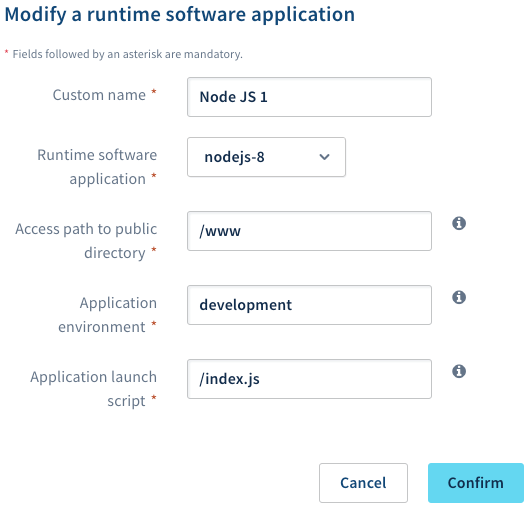 Modify a runtime software application
* Fields followed by an asterisk are mandatory.
Custom name *
Node JS 1
Runtime software
application *
nodejs-8
Access path to public
directory *
/www
Application
environment *
development
Application launch
script *
/index.js
Cancel
Confirm